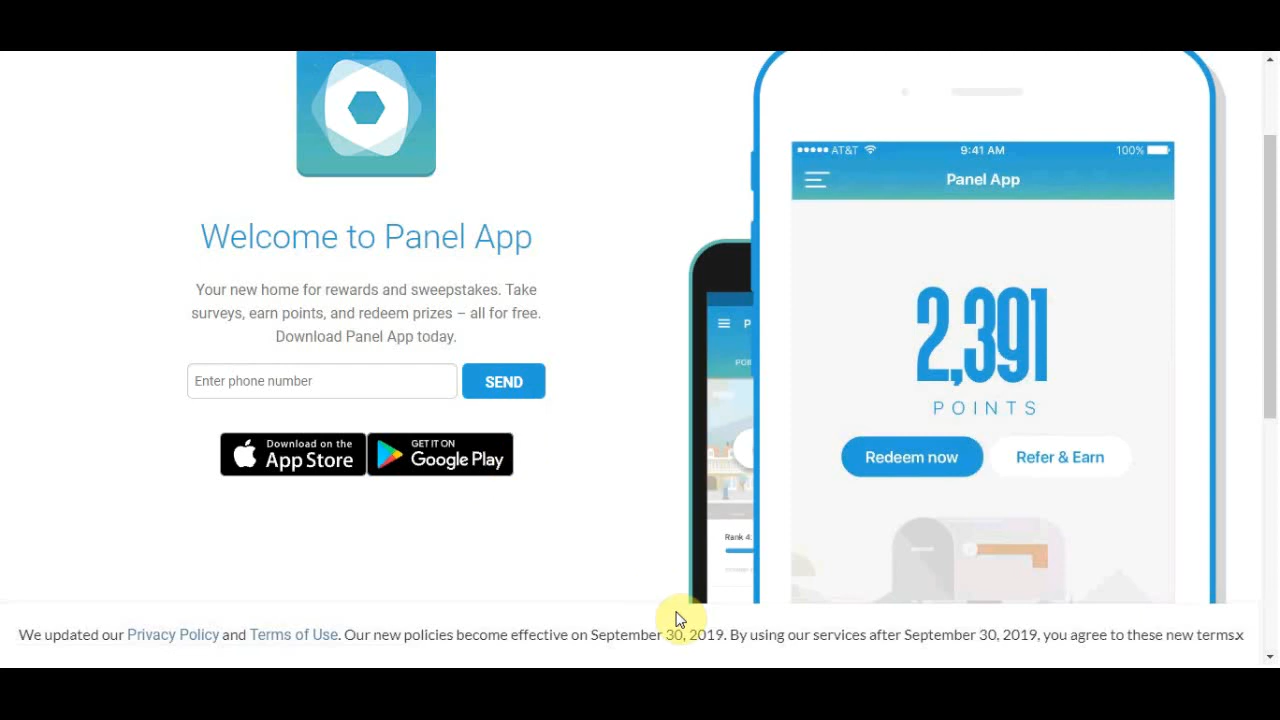 Welcome to Panel App
Your new home for rewards and sweepstakes. Take
surveys, earn points, and redeem prizes – all for free.
Download Panel App today.
Enter phone number
SEND
Download on the
App Store
GET IT ON
Google Play
AT&T
9:41 AM
100%
Panel App
2,391
POINTS
Redeem now
Refer & Earn
P
Rank 4:
We updated our Privacy Policy and Terms of Use. Our new policies become effective on September 30, 2019. By using our services after September 30, 2019, you agree to these new terms.x